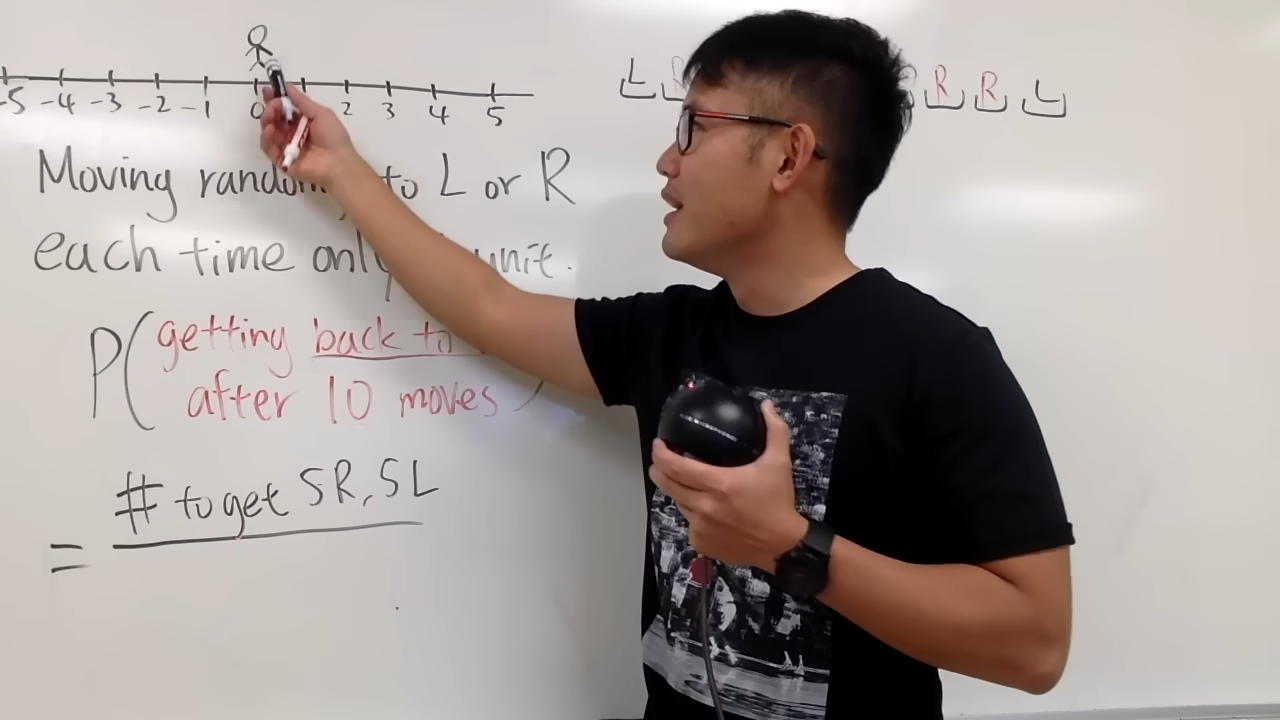 -5 -4 -3 -2 -1 0 2 3 4 5
L R R R L
Moving to L or R
each time only unit.
P(getting back to
after 10 moves)
# to get 5R, 5L
=